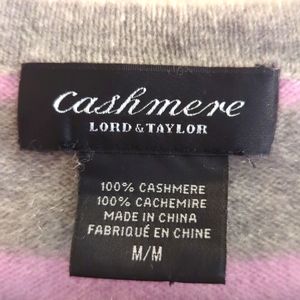 cashmere
LORD & TAYLOR
100% CASHMERE
100% CACHEMIRE
MADE IN CHINA
FABRIQUÉ EN CHINE
M/M